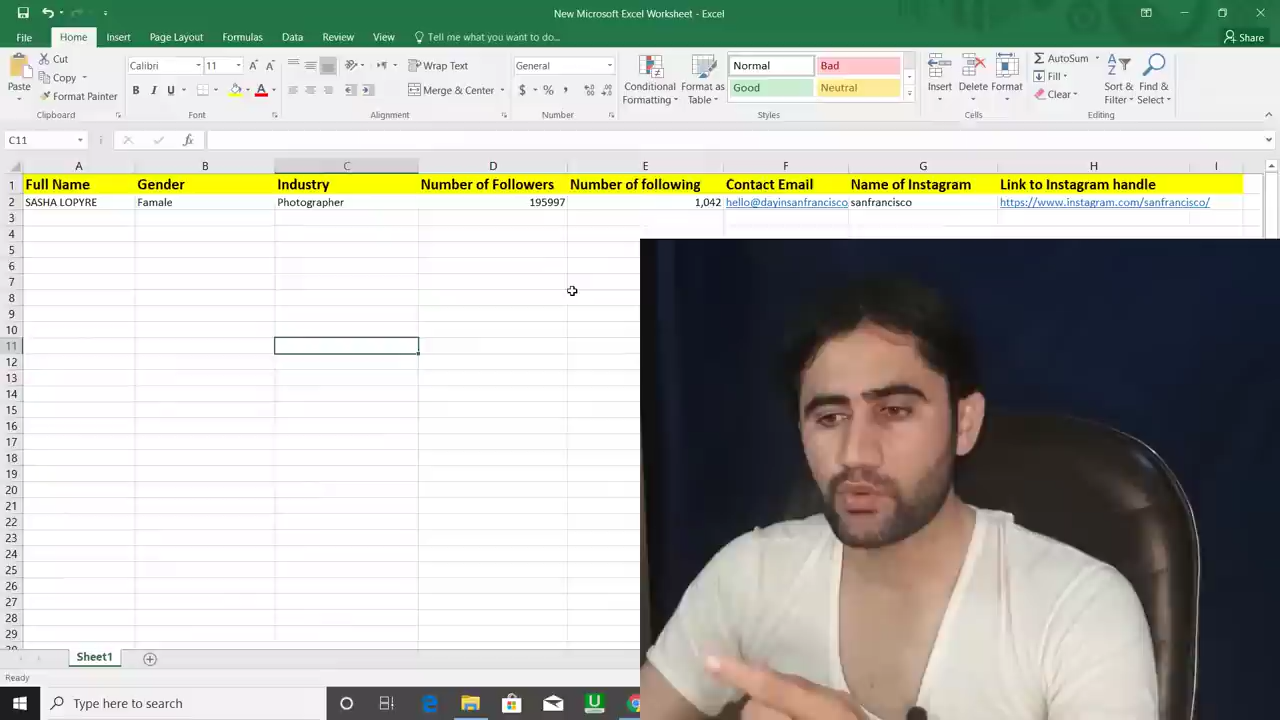 New Microsoft Excel Worksheet - Excel
File Home Insert Page Layout Formulas Data Review View Tell me what you want to do... Share
Paste
Cut
Copy
Format Painter
Clipboard
Calibri 11
B I U
Font
Wrap Text
Merge & Center
Alignment
General
$ % ,
Number
Conditional Formatting
Format as Table
Normal Bad
Good Neutral
Styles
Insert Delete Format
Cells
AutoSum
Fill
Clear
Sort & Filter
Find & Select
Editing
C11 fx
A B C D E F G H I
1 Full Name Gender Industry Number of Followers Number of following Contact Email Name of Instagram Link to Instagram handle
2 SASHA LOPYRE Famale Photographer 195997 1,042 hello@dayinsanfrancisco sanfrancisco https://www.instagram.com/sanfrancisco/
3
4
5
6
7
8
9
10
11
12
13
14
15
16
17
18
19
20
21
22
23
24
25
26
27
28
29
Sheet1
Ready
Type here to search